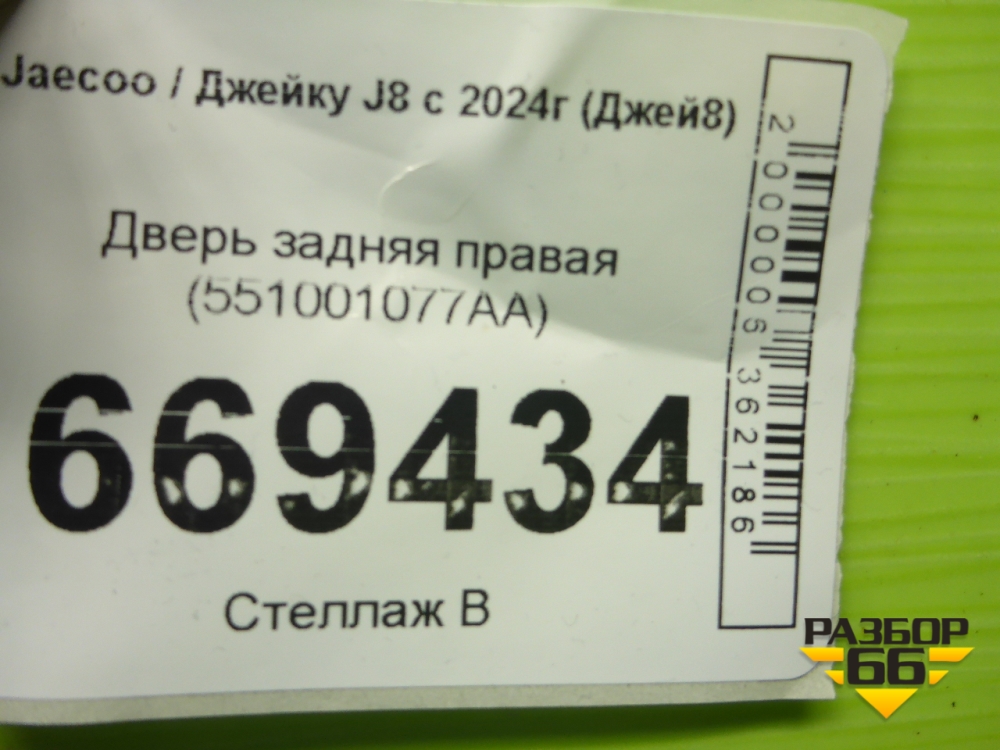 Jaecoo / Джейку J8 с 2024г (Джей8)
Дверь задняя правая
(551001077AA)
669434
Стеллаж В
2000006362186
РАЗБОР
66